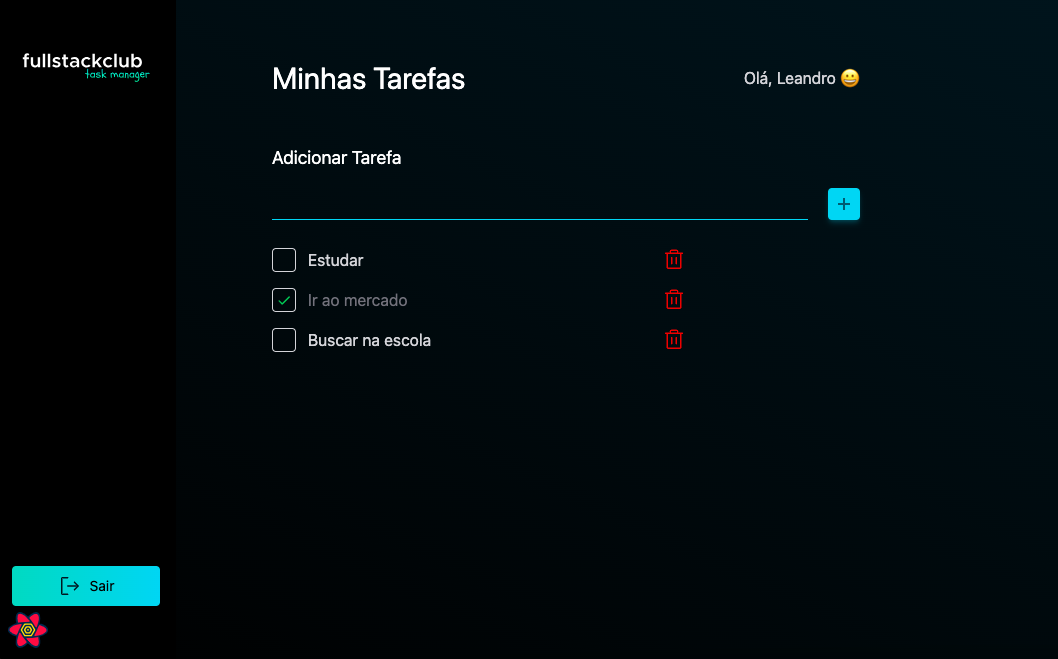 fullstackclub
task manager
Minhas Tarefas
Olá, Leandro 😀
Adicionar Tarefa
Estudar
Ir ao mercado
Buscar na escola
Sair